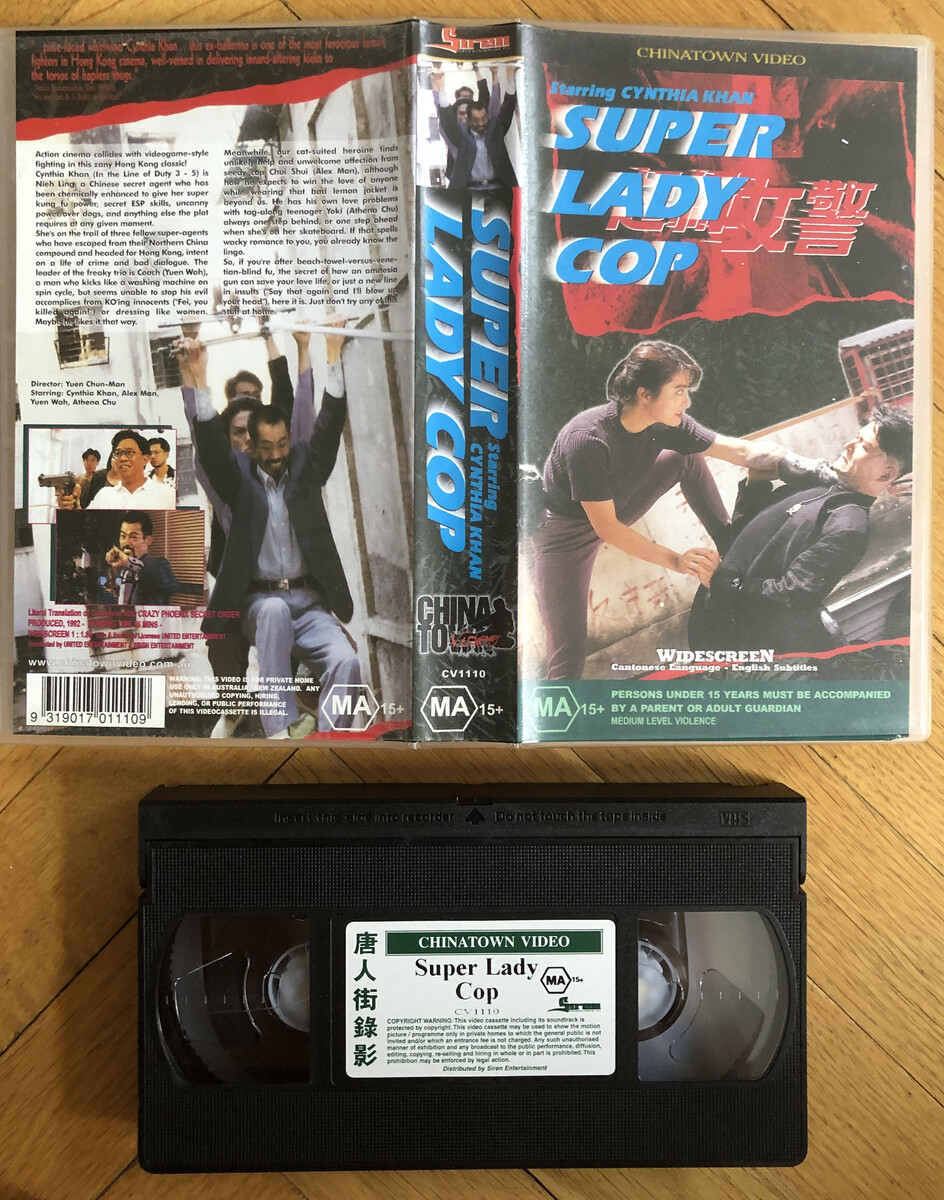 pixie-faced whirlwind Cynthia Khan . . . this ex-ballerina is one of the most ferocious female
fighters in Hong Kong cinema, well-versed in delivering innard-altering kicks to
the torsos of hapless thugs.
Action cinema collides with videogame-style
fighting in this zany Hong Kong classic!
Cynthia Khan (In the Line of Duty 3 - 5) is
Nieh Ling, a Chinese secret agent who has
been chemically enhanced to give her super
kung fu power, secret ESP skills, uncanny
power over dogs, and anything else the plot
requires at any given moment.
She's on the trail of three fellow super-agents
who have escaped from their Northern China
compound and headed for Hong Kong, intent
on a life of crime and bad dialogue. The
leader of the freaky trio is Coach (Yuen Wah),
a man who kicks like a washing machine on
spin cycle, but seems unable to stop his evil
accomplices from KO'ing innocents ("Fei, you
killed again!") or dressing like women.
Maybe he likes it that way.
Meanwhile, our cat-suited heroine finds
unlikely help and unwelcome affection from
seedy cop Chui Shui (Alex Man), although
how he expects to win the love of anyone
while wearing that bad lemon jacket is
beyond us. He has his own love problems
with tag-along teenager Yoki (Athena Chu)
always one step behind, or one step ahead
when she's on her skateboard. If that spells
wacky romance to you, you already know the
lingo.
So, if you're after beach-towel-versus-vene-
tian-blind fu, the secret of how an amnesia
gun can save your love life, or just a new line
in insults ("Say that again and I'll blow up
your head"), here it is. Just don't try any of this
stuff at home.
Director: Yuen Chun-Man
Starring: Cynthia Khan, Alex Man,
Yuen Wah, Athena Chu
Literal Translation of CRAZY PHOENIX SECRET ORDER
PRODUCED, 1992 - MINS -
WIDESCREEN 1 : 1. Licensee UNITED ENTERTAINMENT
Distributed by UNITED ENTERTAINMENT & SIREN ENTERTAINMENT
www.chinatownvideo.com.au
9 319017 011109
WARNING: THIS VIDEO IS FOR PRIVATE HOME
USE ONLY IN AUSTRALIA/NEW ZEALAND. ANY
UNAUTHORISED COPYING, HIRING,
LENDING, OR PUBLIC PERFORMANCE
OF THIS VIDEOCASSETTE IS ILLEGAL.
MA 15+
Siren
SUPER
LADY COP
Starring
CYNTHIA KHAN
CHINA
TOWN
VIDEO
CV1110
MA 15+
CHINATOWN VIDEO
Starring CYNTHIA KHAN
SUPER
LADY
COP
女警
WIDESCREEN
Cantonese Language - English Subtitles
MA 15+
PERSONS UNDER 15 YEARS MUST BE ACCOMPANIED
BY A PARENT OR ADULT GUARDIAN
MEDIUM LEVEL VIOLENCE
Insert this side into recorder
Do not touch the tape inside
VHS
唐人街錄影
CHINATOWN VIDEO
Super Lady
Cop
MA 15+
CV1110
Siren
COPYRIGHT WARNING: This video cassette including its soundtrack is
protected by copyright. This video cassette may be used to show the motion
picture / programme only in private homes to which the general public is not
invited and/or which an entrance fee is not charged. Any such unauthorised
manner of exhibition and any broadcast to the public performance, diffusion,
editing, copying, re-selling and hiring in whole or in part is prohibited. This
prohibition may be enforced by legal action.
Distributed by Siren Entertainment